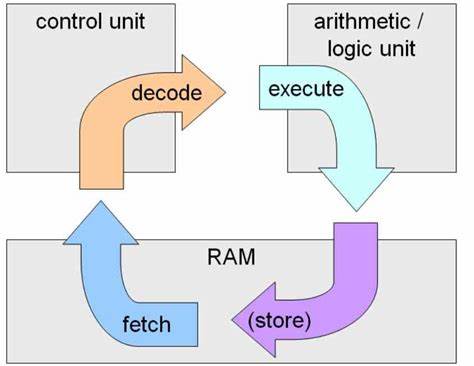 control unit
arithmetic /
logic unit
decode
execute
RAM
fetch
(store)